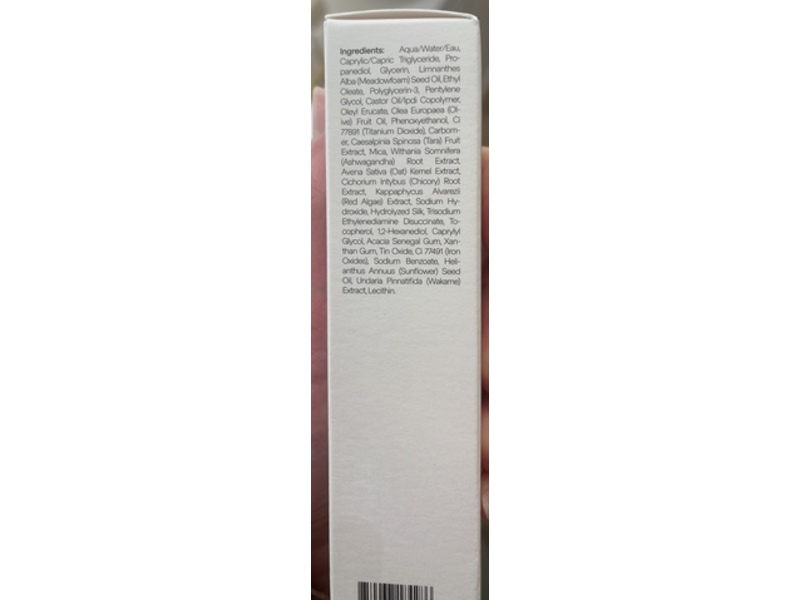 Ingredients: Aqua/Water/Eau,
Caprylic/Capric Triglyceride, Pro-
panediol, Glycerin, Limnanthes
Alba (Meadowfoam) Seed Oil, Ethyl
Oleate, Polyglycerin-3, Pentylene
Glycol, Castor Oil/Ipdi Copolymer,
Oleyl Erucate, Olea Europaea (Ol-
ive) Fruit Oil, Phenoxyethanol, CI
77891 (Titanium Dioxide), Carbom-
er, Caesalpinia Spinosa (Tara) Fruit
Extract, Mica, Withania Somnifera
(Ashwagandha) Root Extract,
Avena Sativa (Oat) Kernel Extract,
Cichorium Intybus (Chicory) Root
Extract, Kappaphycus Alvarezii
(Red Algae) Extract, Sodium Hy-
droxide, Hydrolyzed Silk, Trisodium
Ethylenediamine Disuccinate, To-
copherol, 1,2-Hexanediol, Caprylyl
Glycol, Acacia Senegal Gum, Xan-
than Gum, Tin Oxide, CI 77491 (Iron
Oxides), Sodium Benzoate, Heli-
anthus Annuus (Sunflower) Seed
Oil, Undaria Pinnatifida (Wakame)
Extract, Lecithin.